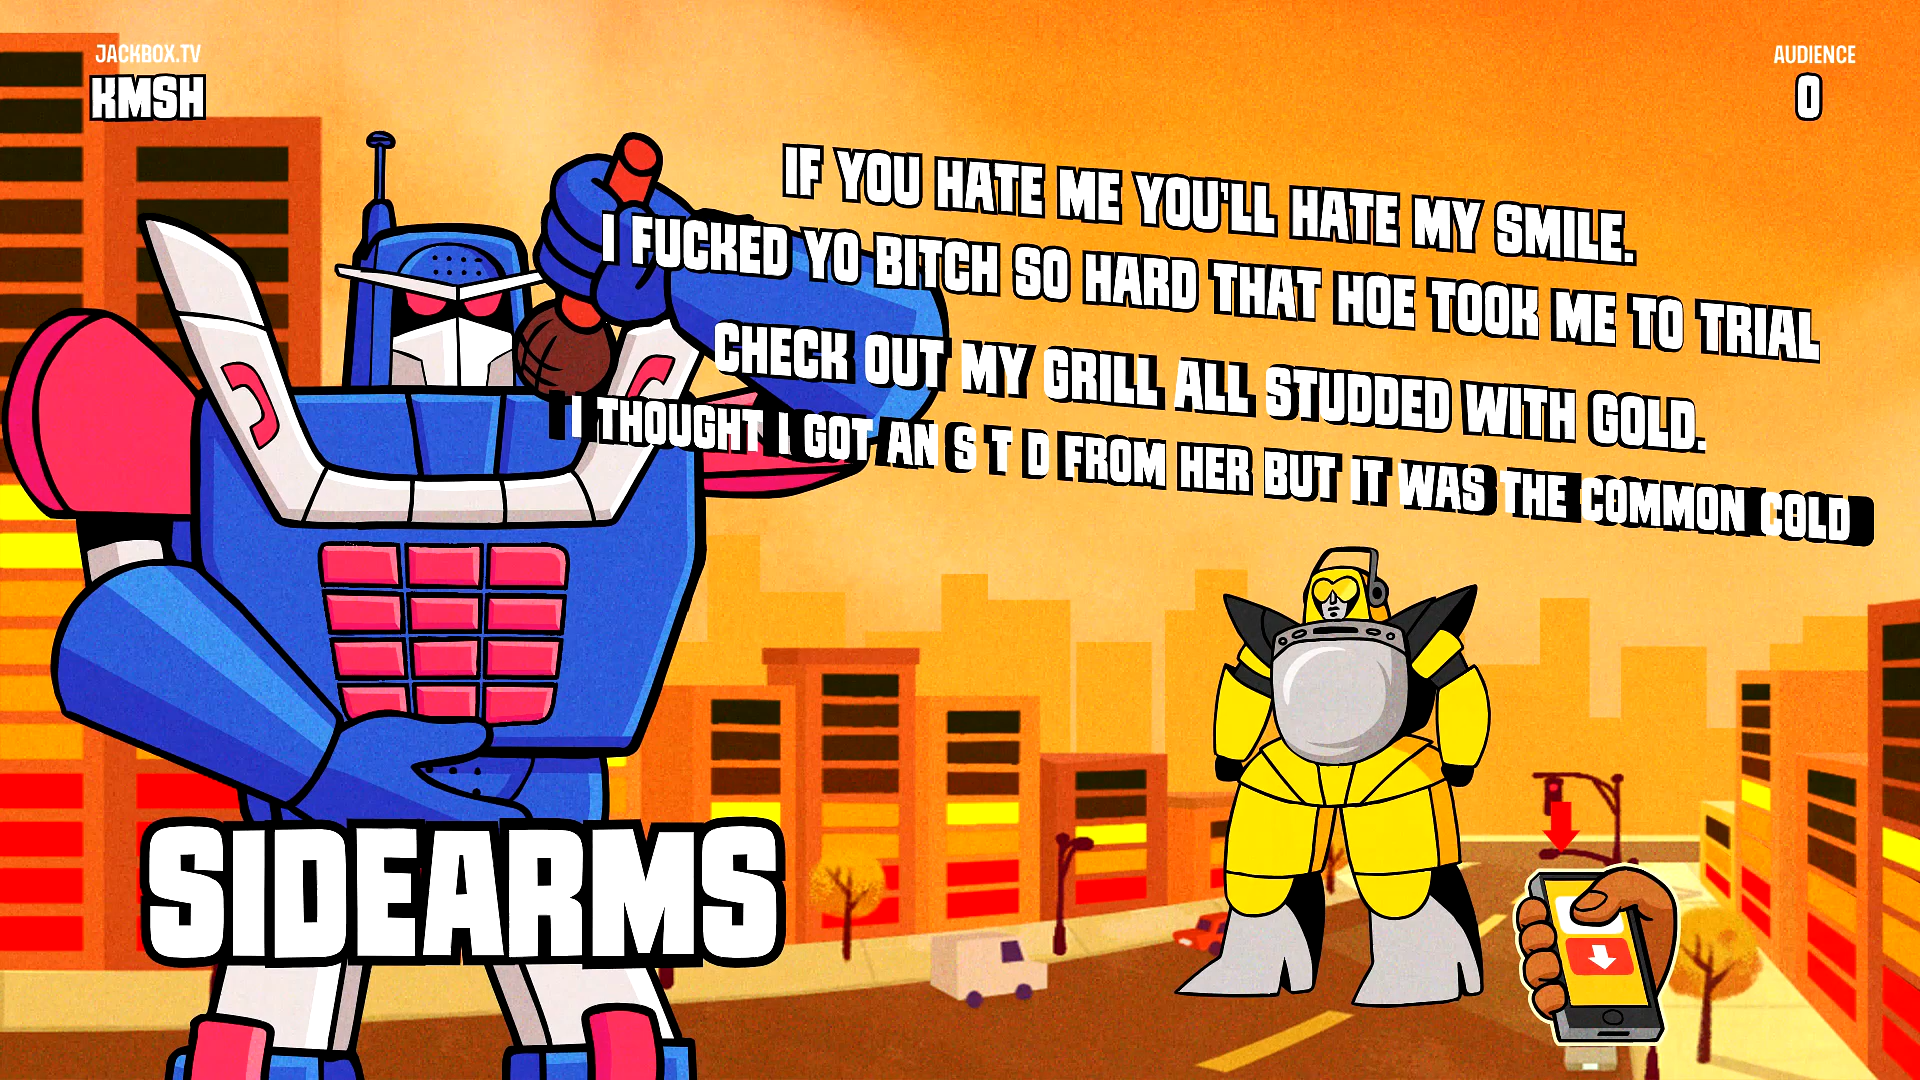 JACKBOX.TV
KMSH
AUDIENCE
0
IF YOU HATE ME YOU'LL HATE MY SMILE.
I FUCKED YO BITCH SO HARD THAT HOE TOOK ME TO TRIAL
CHECK OUT MY GRILL ALL STUDDED WITH GOLD.
I THOUGHT I GOT AN S T D FROM HER BUT IT WAS THE COMMON COLD
SIDEARMS